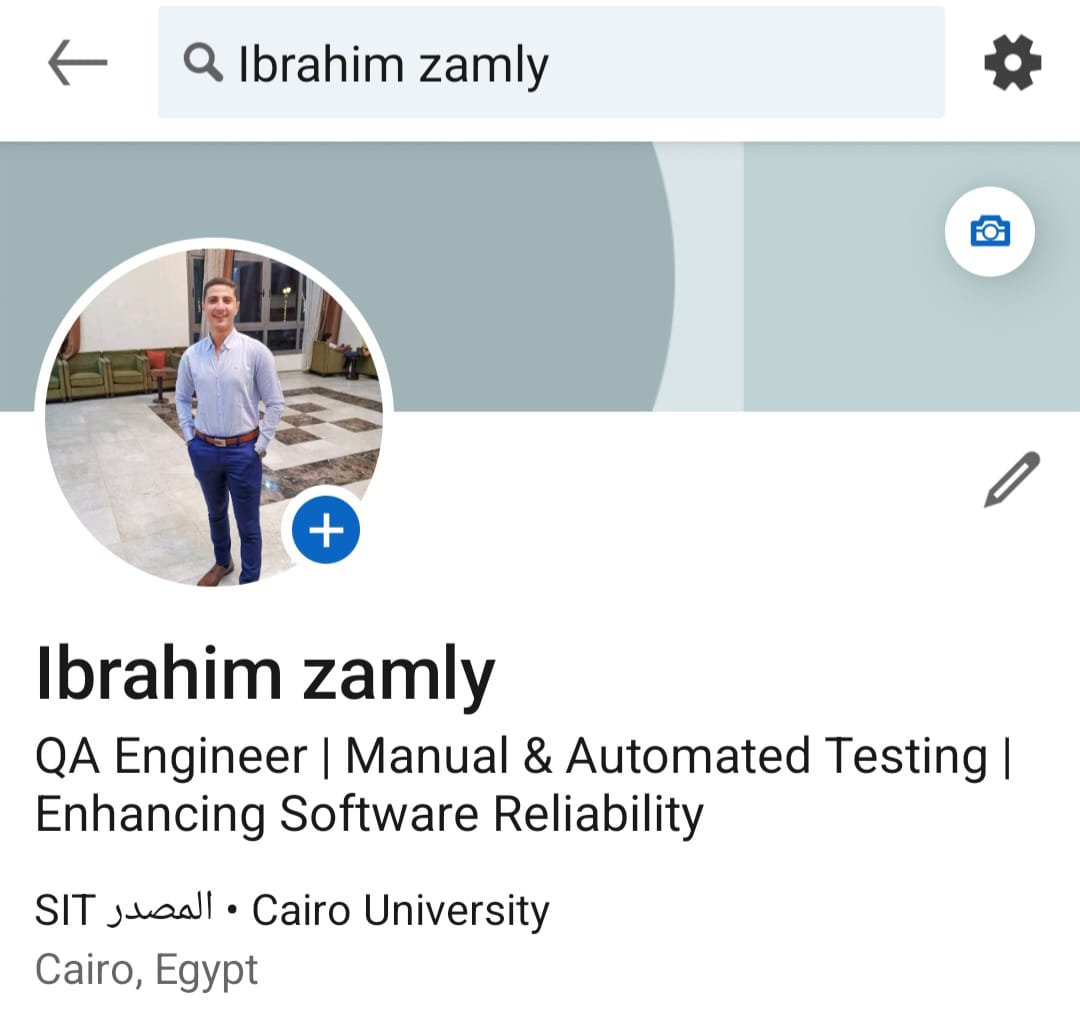 Ibrahim zamly
Ibrahim zamly
QA Engineer | Manual & Automated Testing |
Enhancing Software Reliability
SIT المصدر • Cairo University
Cairo, Egypt